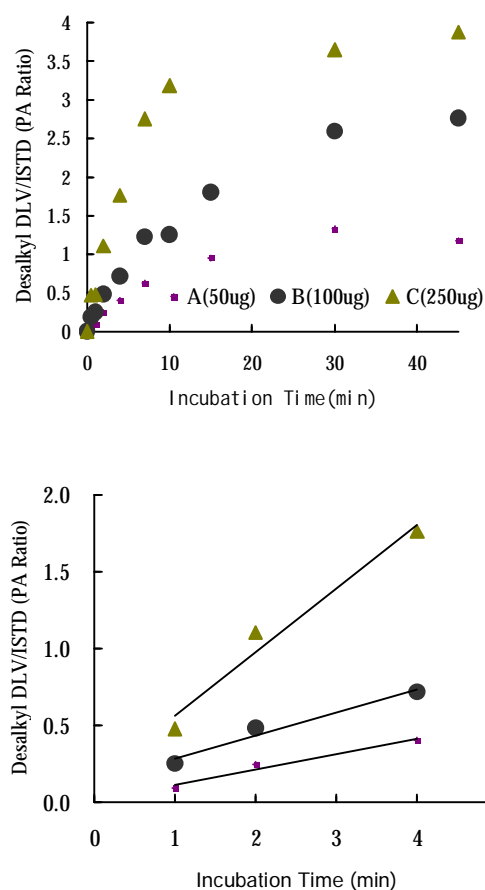 4
3.5
3
2.5
2
1.5
1
0.5
0
Desalkyl DLV/ISTD (PA Ratio)
A(50ug) B(100ug) C(250ug)
0 10 20 30 40
Incubation Time(min)
2.0
1.5
1.0
0.5
0.0
Desalkyl DLV/ISTD (PA Ratio)
0 1 2 3 4
Incubation Time (min)